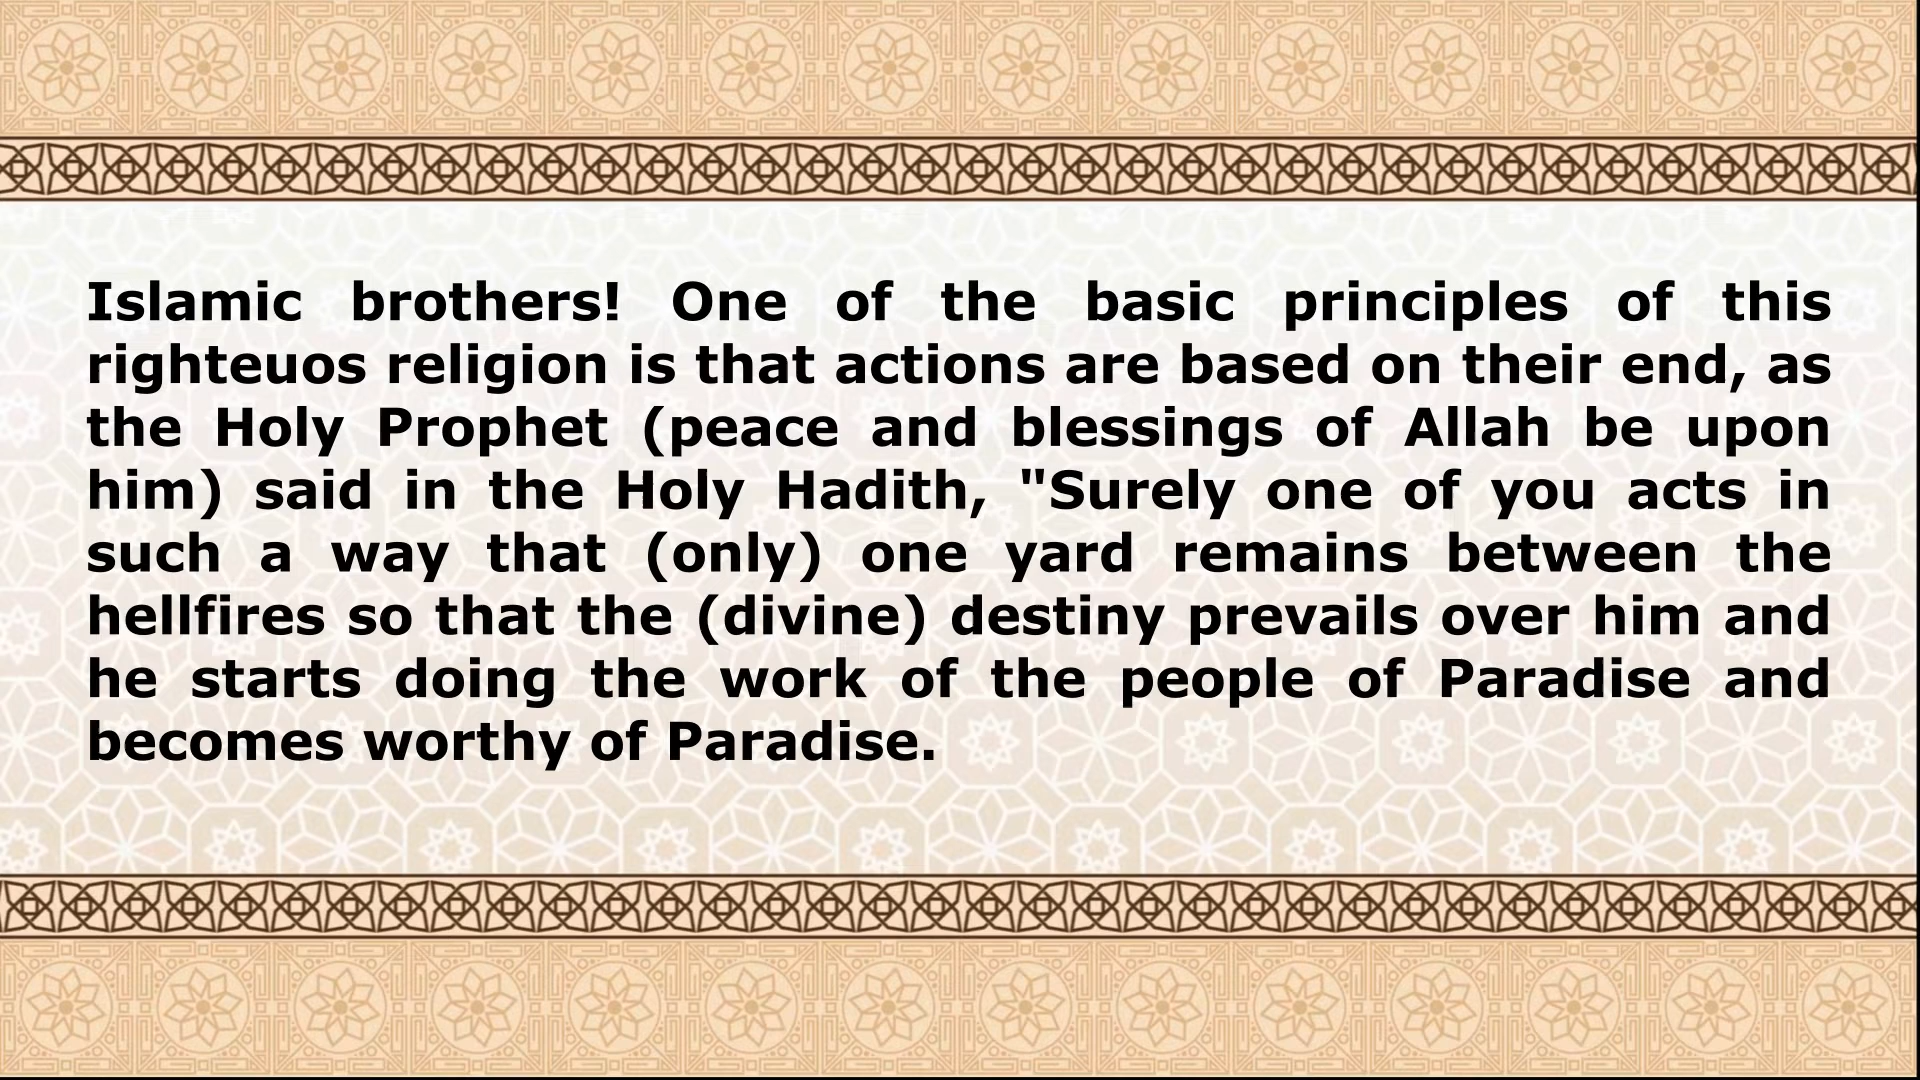 Islamic brothers! One of the basic principles of this
righteuos religion is that actions are based on their end, as
the Holy Prophet (peace and blessings of Allah be upon
him) said in the Holy Hadith, "Surely one of you acts in
such a way that (only) one yard remains between the
hellfires so that the (divine) destiny prevails over him and
he starts doing the work of the people of Paradise and
becomes worthy of Paradise.